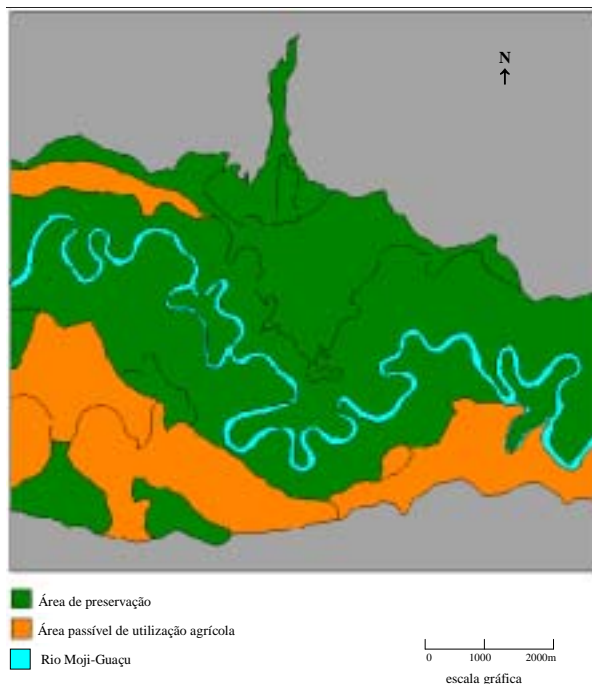 N
Área de preservação
Área passível de utilização agrícola
Rio Moji-Guaçu
0 1000 2000m
escala gráfica